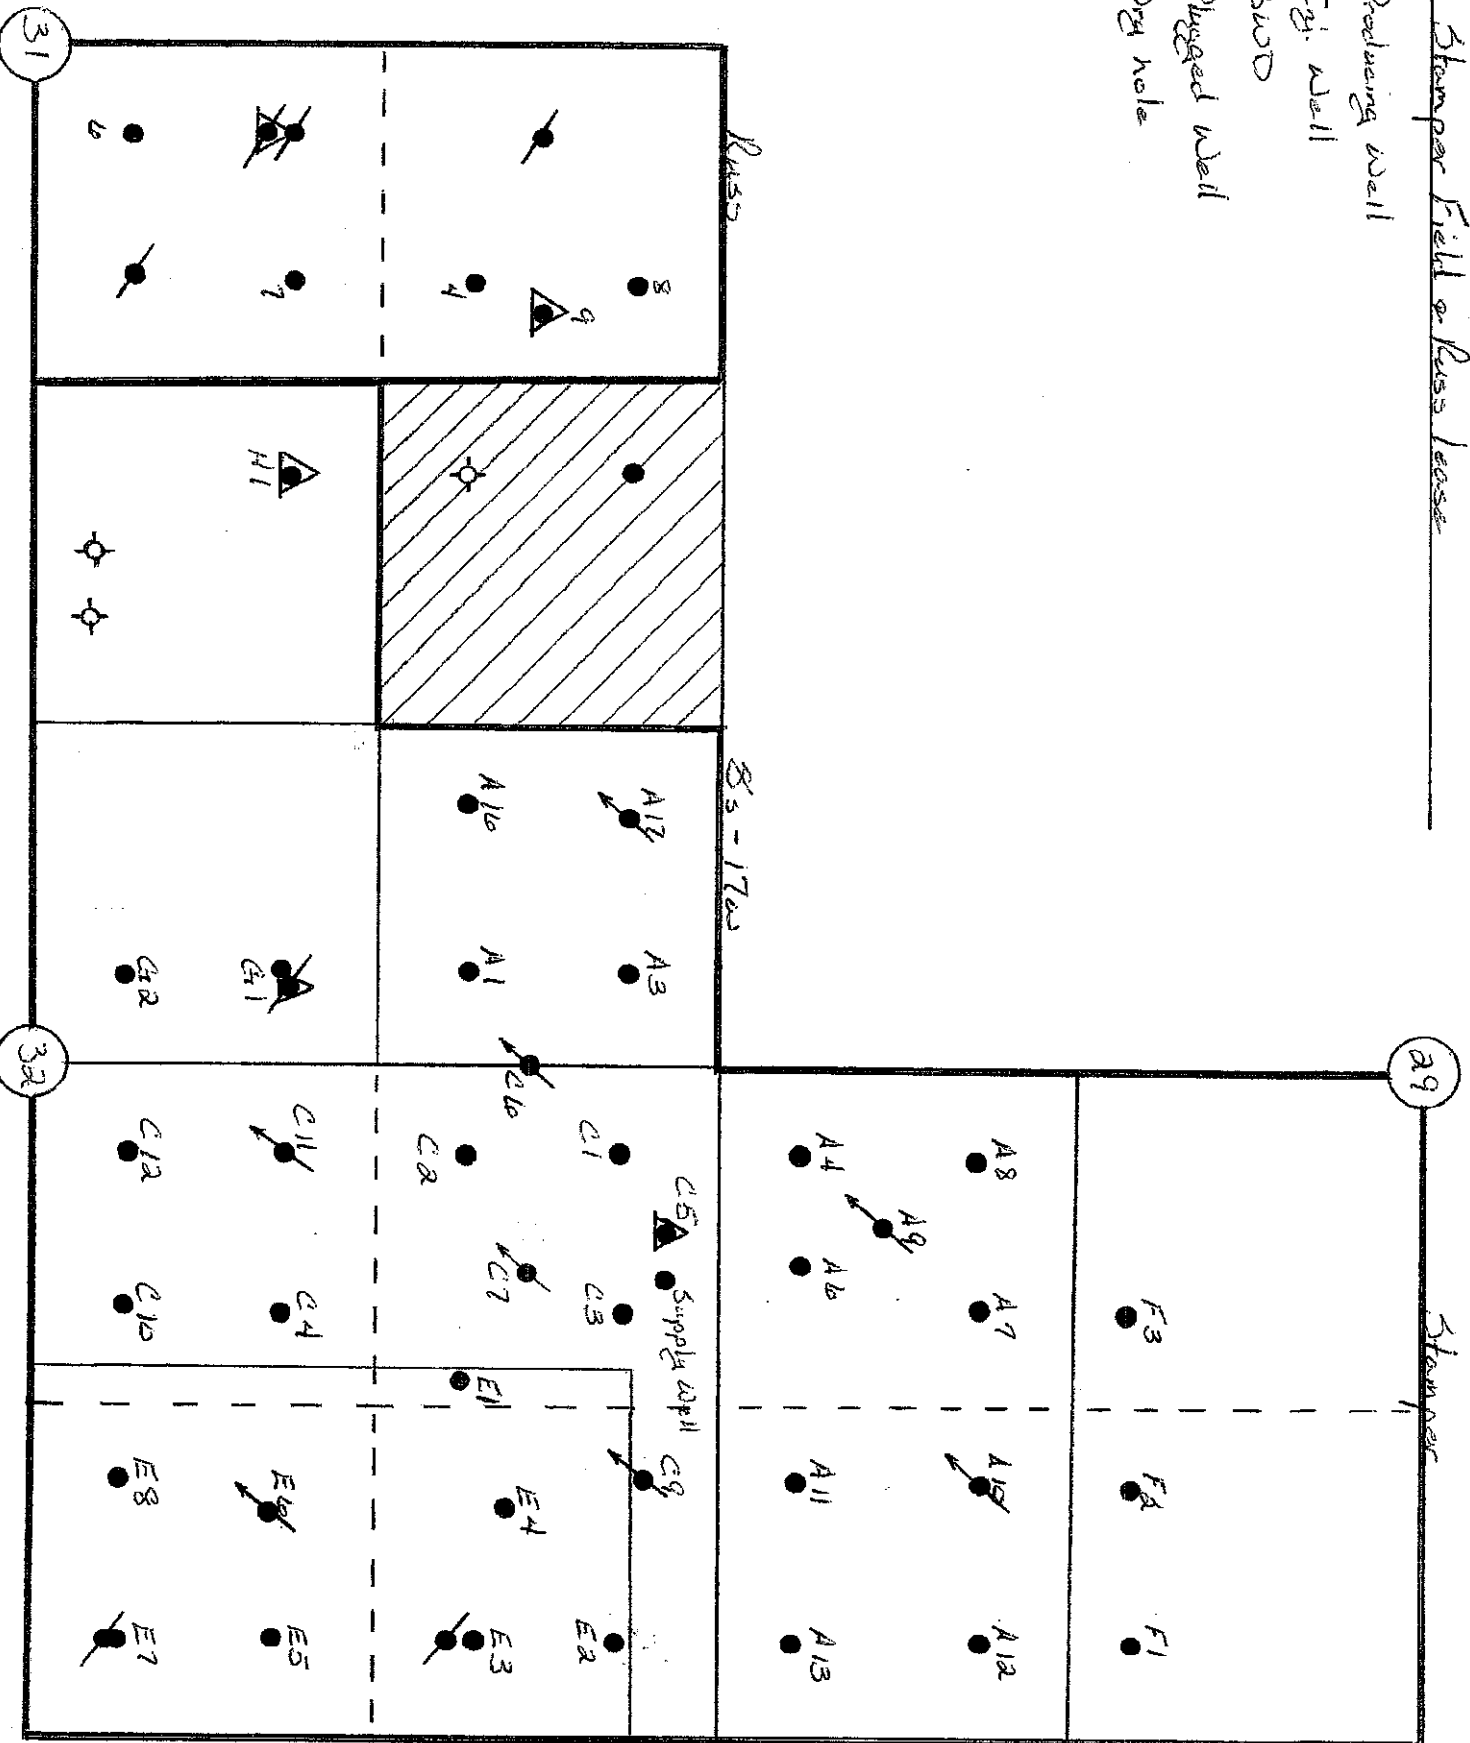 Stamper Field & Russ lease
Producing Well
Inj. Well
SWD
Plugged Well
Dry hole
31
Russ
6
7
4
8
9
H1
8s - 17w
A16
A17
A1
A3
G2
G1
32
29
Stamper
C6
C12
C11
C2
C1
C5
Supply Well
C7
C3
C10
C4
A4
A8
A9
A6
A7
F3
E1
C9
E8
E6
E4
A11
A10
F2
E7
E5
E3
E2
A13
A12
F1